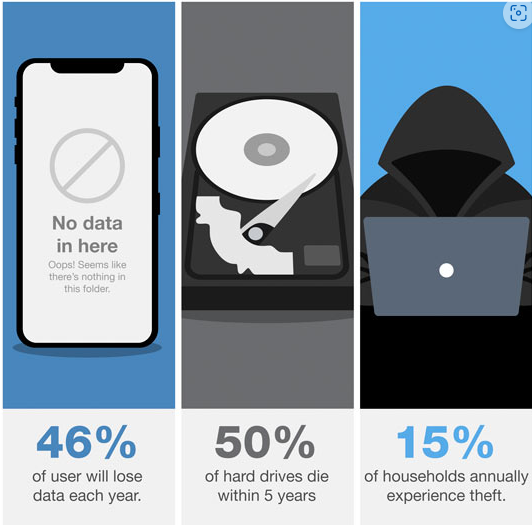 No data
in here
Oops! Seems like
there's nothing in
this folder.
46%
of user will lose
data each year.
50%
of hard drives die
within 5 years
15%
of households annually
experience theft.